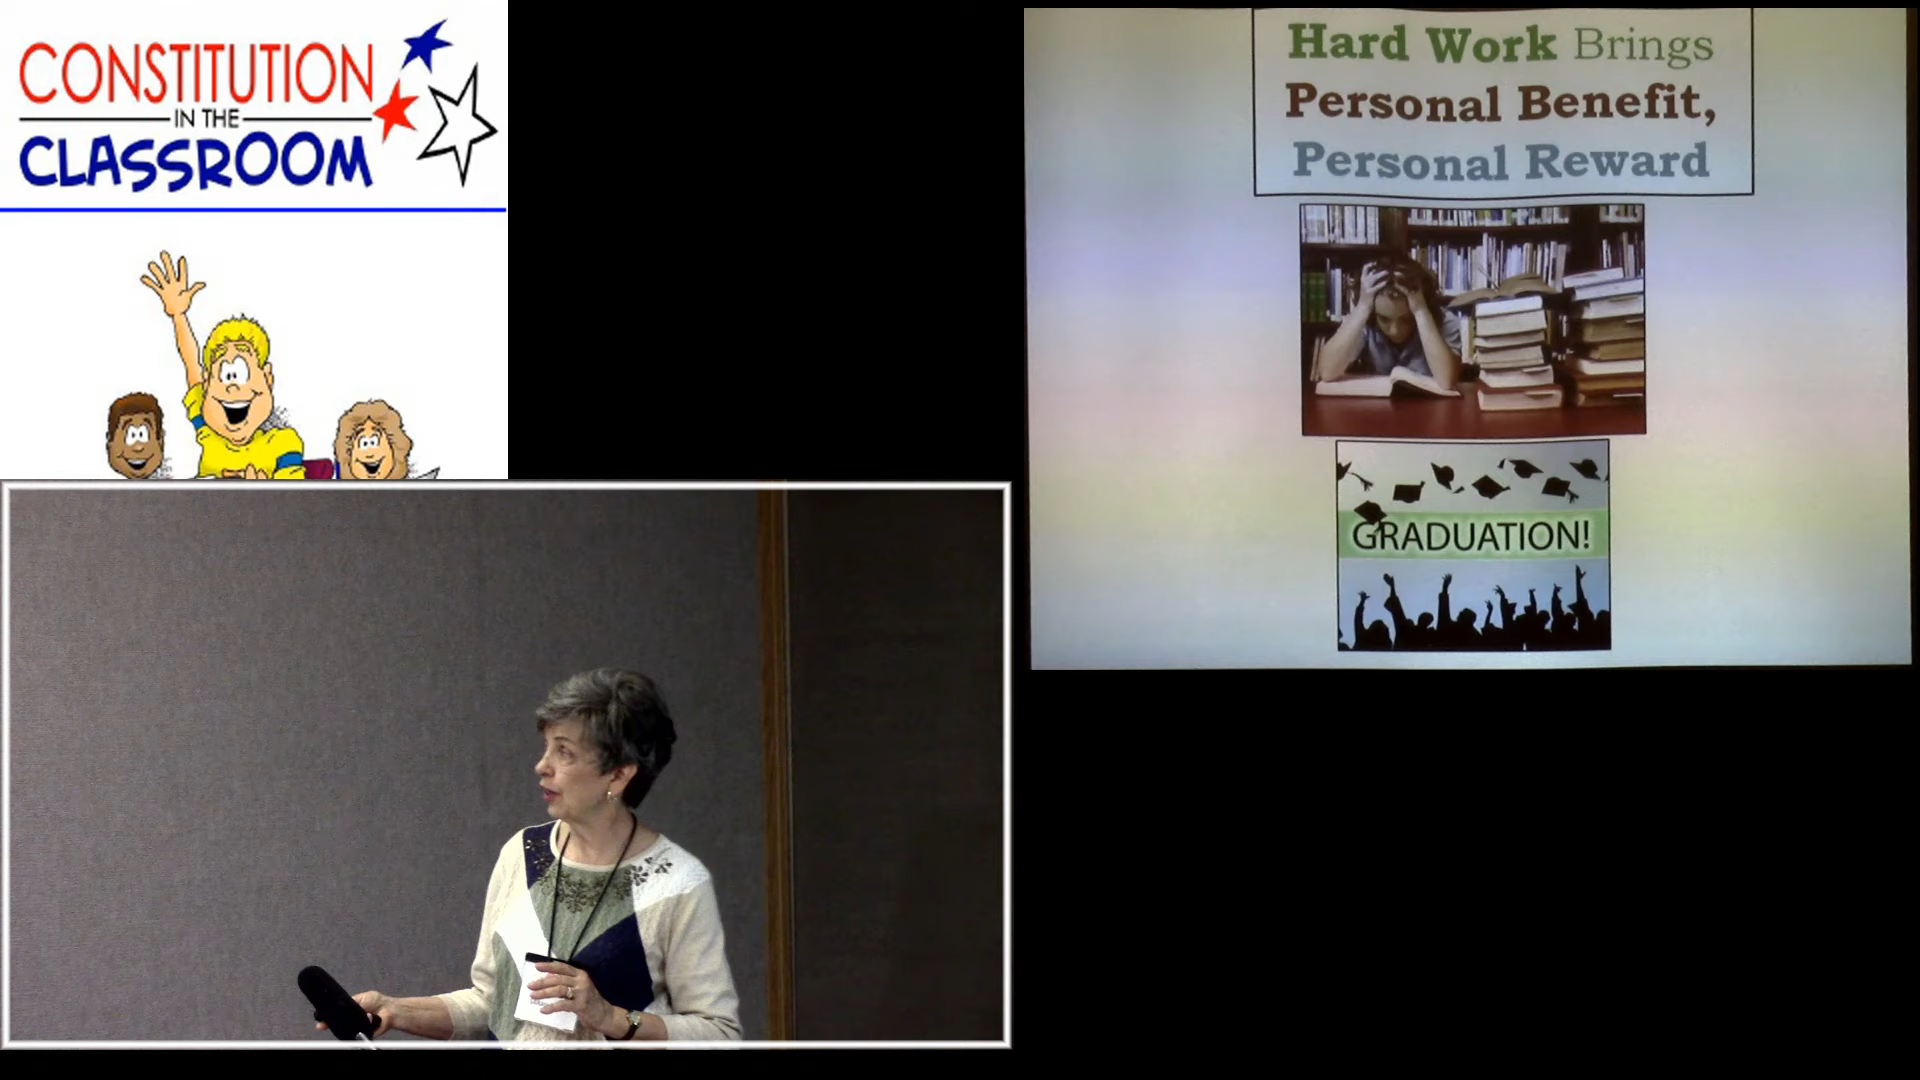 CONSTITUTION
IN THE
CLASSROOM
Hard Work Brings
Personal Benefit,
Personal Reward
GRADUATION!